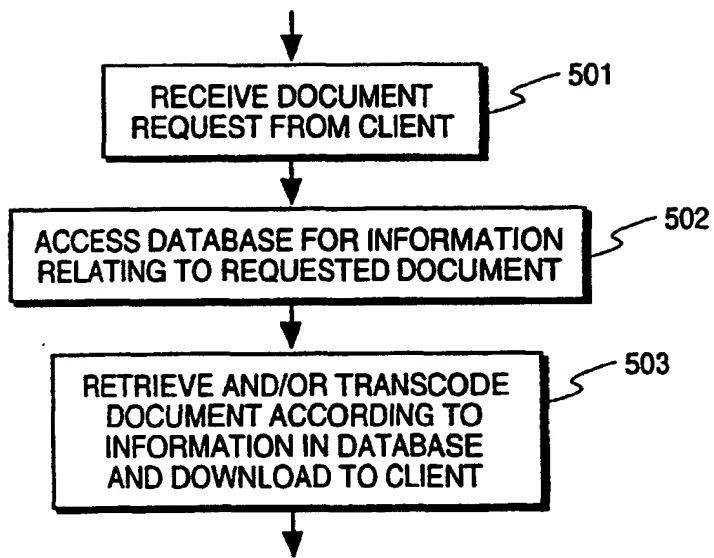 RECEIVE DOCUMENT
REQUEST FROM CLIENT
501
ACCESS DATABASE FOR INFORMATION
RELATING TO REQUESTED DOCUMENT
502
RETRIEVE AND/OR TRANSCODE
DOCUMENT ACCORDING TO
INFORMATION IN DATABASE
AND DOWNLOAD TO CLIENT
503